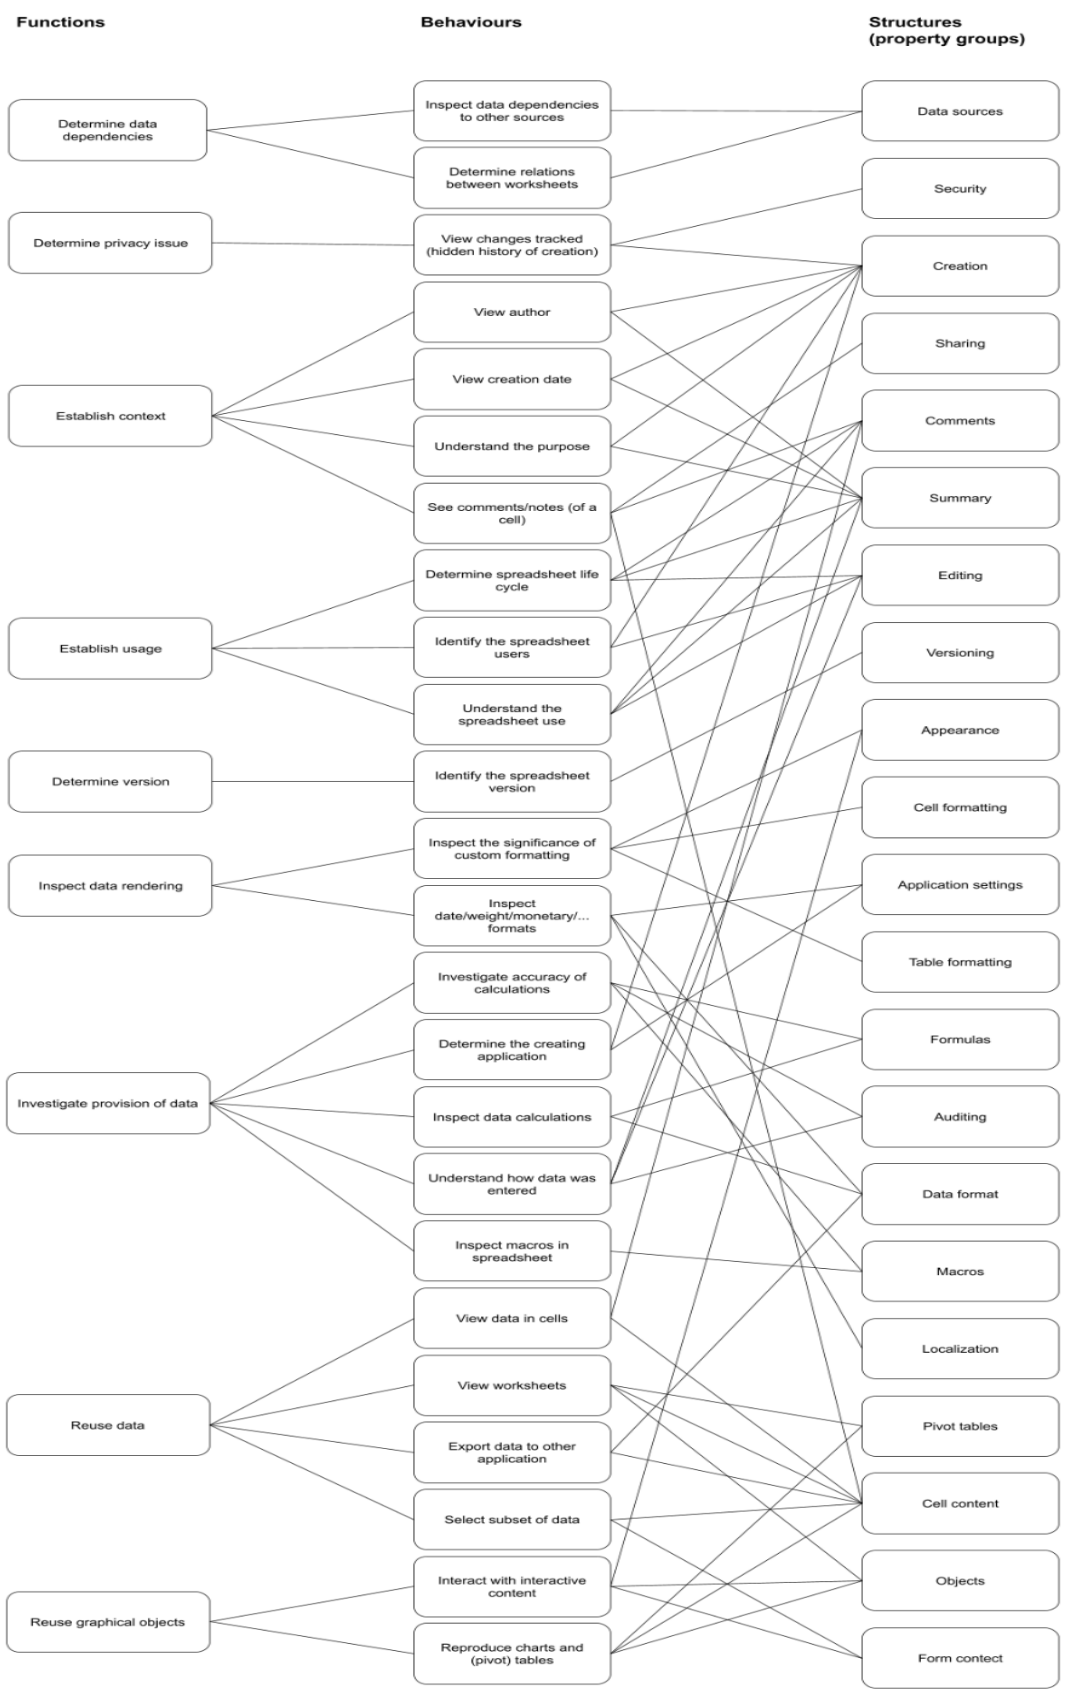 Functions
Behaviours
Structures
(property groups)
Determine data
dependencies
Determine privacy issue
Establish context
Establish usage
Determine version
Inspect data rendering
Investigate provision of data
Reuse data
Reuse graphical objects
Inspect data dependencies
to other sources
Determine relations
between worksheets
View changes tracked
(hidden history of creation)
View author
View creation date
Understand the purpose
See comments/notes (of a
cell)
Determine spreadsheet life
cycle
Identify the spreadsheet
users
Understand the
spreadsheet use
Identify the spreadsheet
version
Inspect the significance of
custom formatting
Inspect
date/weight/monetary/...
formats
Investigate accuracy of
calculations
Determine the creating
application
Inspect data calculations
Understand how data was
entered
Inspect macros in
spreadsheet
View data in cells
View worksheets
Export data to other
application
Select subset of data
Interact with interactive
content
Reproduce charts and
(pivot) tables
Data sources
Security
Creation
Sharing
Comments
Summary
Editing
Versioning
Appearance
Cell formatting
Application settings
Table formatting
Formulas
Auditing
Data format
Macros
Localization
Pivot tables
Cell content
Objects
Form contect